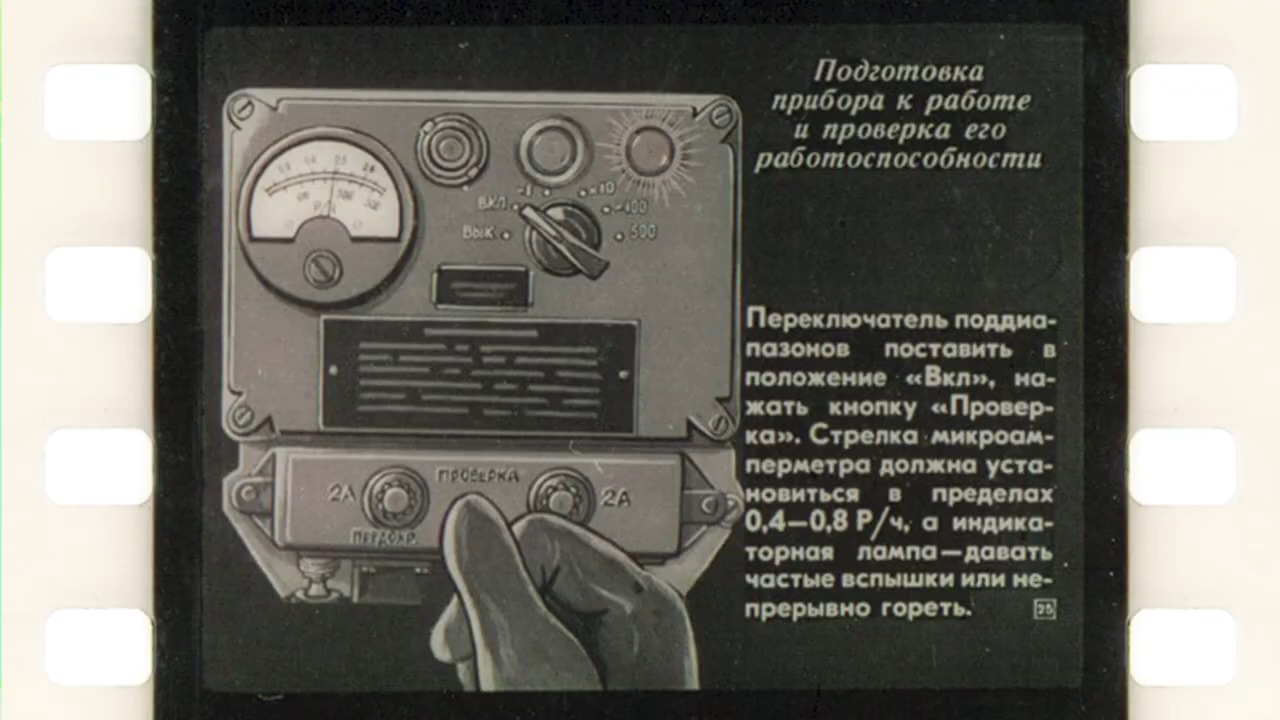 Подготовка
прибора к работе
и проверка его
работоспособности
×10
ВКЛ
×100
ВЫК
500
Переключатель поддиа-
пазонов поставить в
положение «Вкл», на-
жать кнопку «Провер-
ка». Стрелка микроам-
перметра должна уста-
новиться в пределах
0,4—0,8 Р/ч, а индика-
торная лампа—давать
частые вспышки или не-
прерывно гореть.
25
ПРОВЕРКА
2А
2А
ПРЕДОХР.